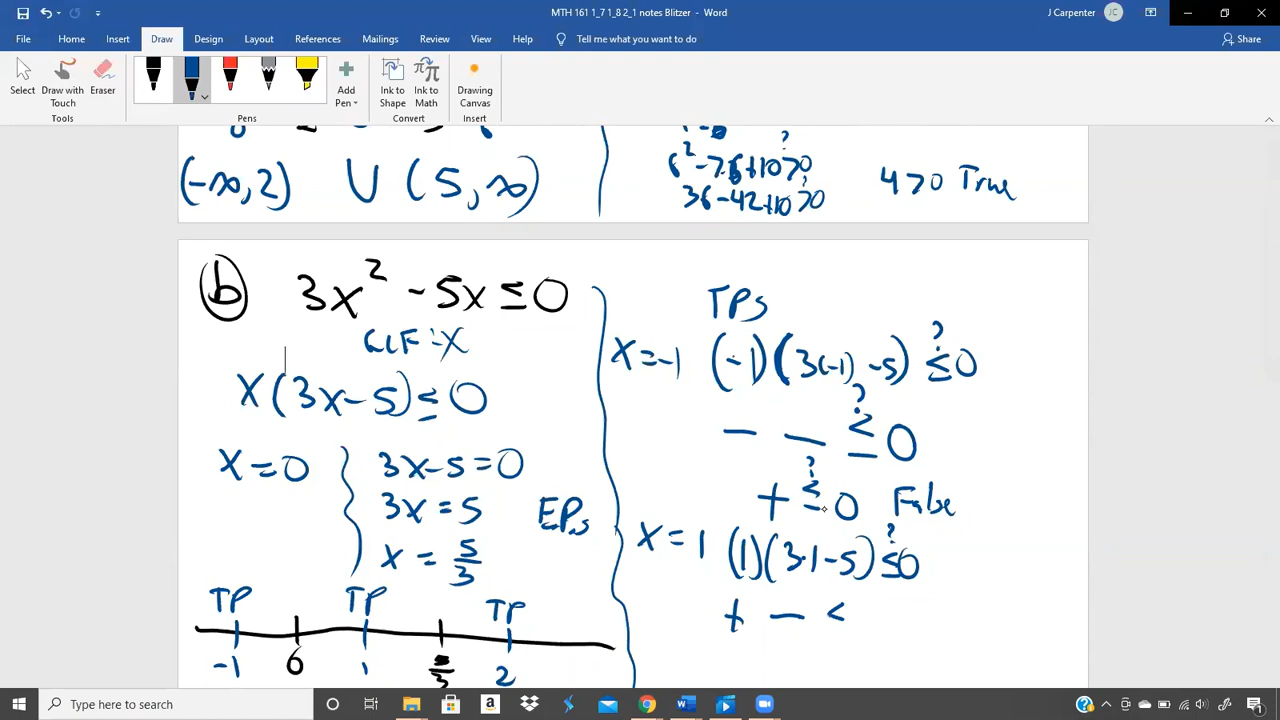 MTH 161 1_7 1_8 2_1 notes Blitzer - Word
J Carpenter JC
File Home Insert Draw Design Layout References Mailings Review View Help Tell me what you want to do Share
Select Draw with Touch Eraser Add Pen Ink to Shape Ink to Math Drawing Canvas
Tools Pens Convert Insert
(-∞,2) ∪ (5,∞)
6²-7·6+10>0
?
36-42+10>0
4>0 True
b 3x² - 5x ≤ 0
GCF = X
X(3x-5) ≤ 0
X = 0
3x-5 = 0
3x = 5
x = 5/3
EPs
TP TP TP
-1 0 1 5/3 2
TPs
?
X = -1 (-1)(3(-1)-5) ≤ 0
?
- - ≤ 0
?
+ ≤ 0 False
?
X = 1 (1)(3·1-5) ≤ 0
+ - <
Type here to search